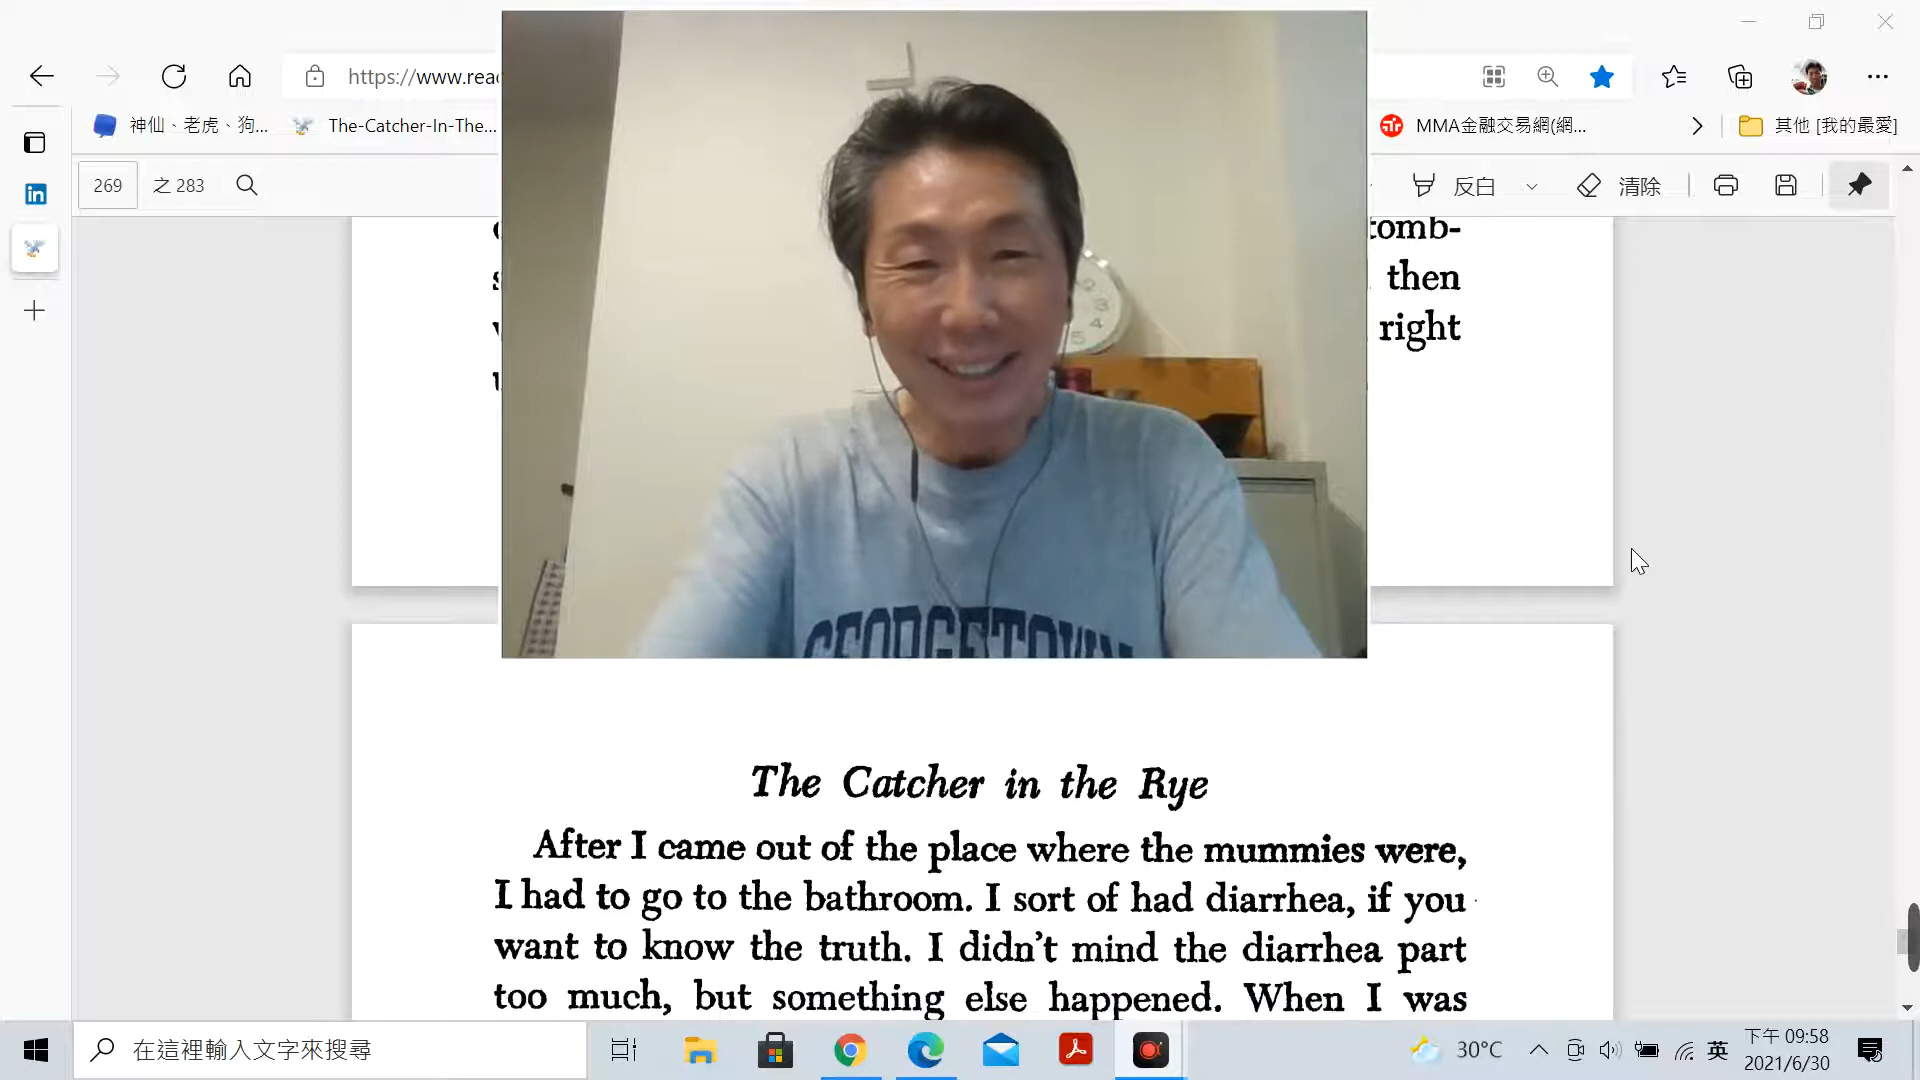 https://www.reac
神仙、老虎、狗...
The-Catcher-In-The...
MMA金融交易網(網...
其他 [我的最愛]
269
之 283
反白
清除
tomb-
then
right
3
4
5
GEORGETOWN
The Catcher in the Rye
After I came out of the place where the mummies were,
I had to go to the bathroom. I sort of had diarrhea, if you
want to know the truth. I didn't mind the diarrhea part
too much, but something else happened. When I was
在這裡輸入文字來搜尋
30°C
英
下午 09:58
2021/6/30